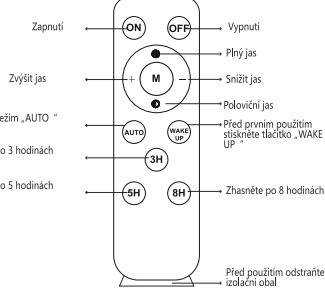 Zapnutí
ON
OFF
Vypnutí
Plný jas
Zvýšit jas
+
M
−
Snížit jas
Poloviční jas
ežim „AUTO “
AUTO
WAKE
UP
Před prvním použitím
stiskněte tlačítko „WAKE
UP “
o 3 hodinách
3H
o 5 hodinách
5H
8H
Zhasněte po 8 hodinách
Před použitím odstraňte
izolační obal